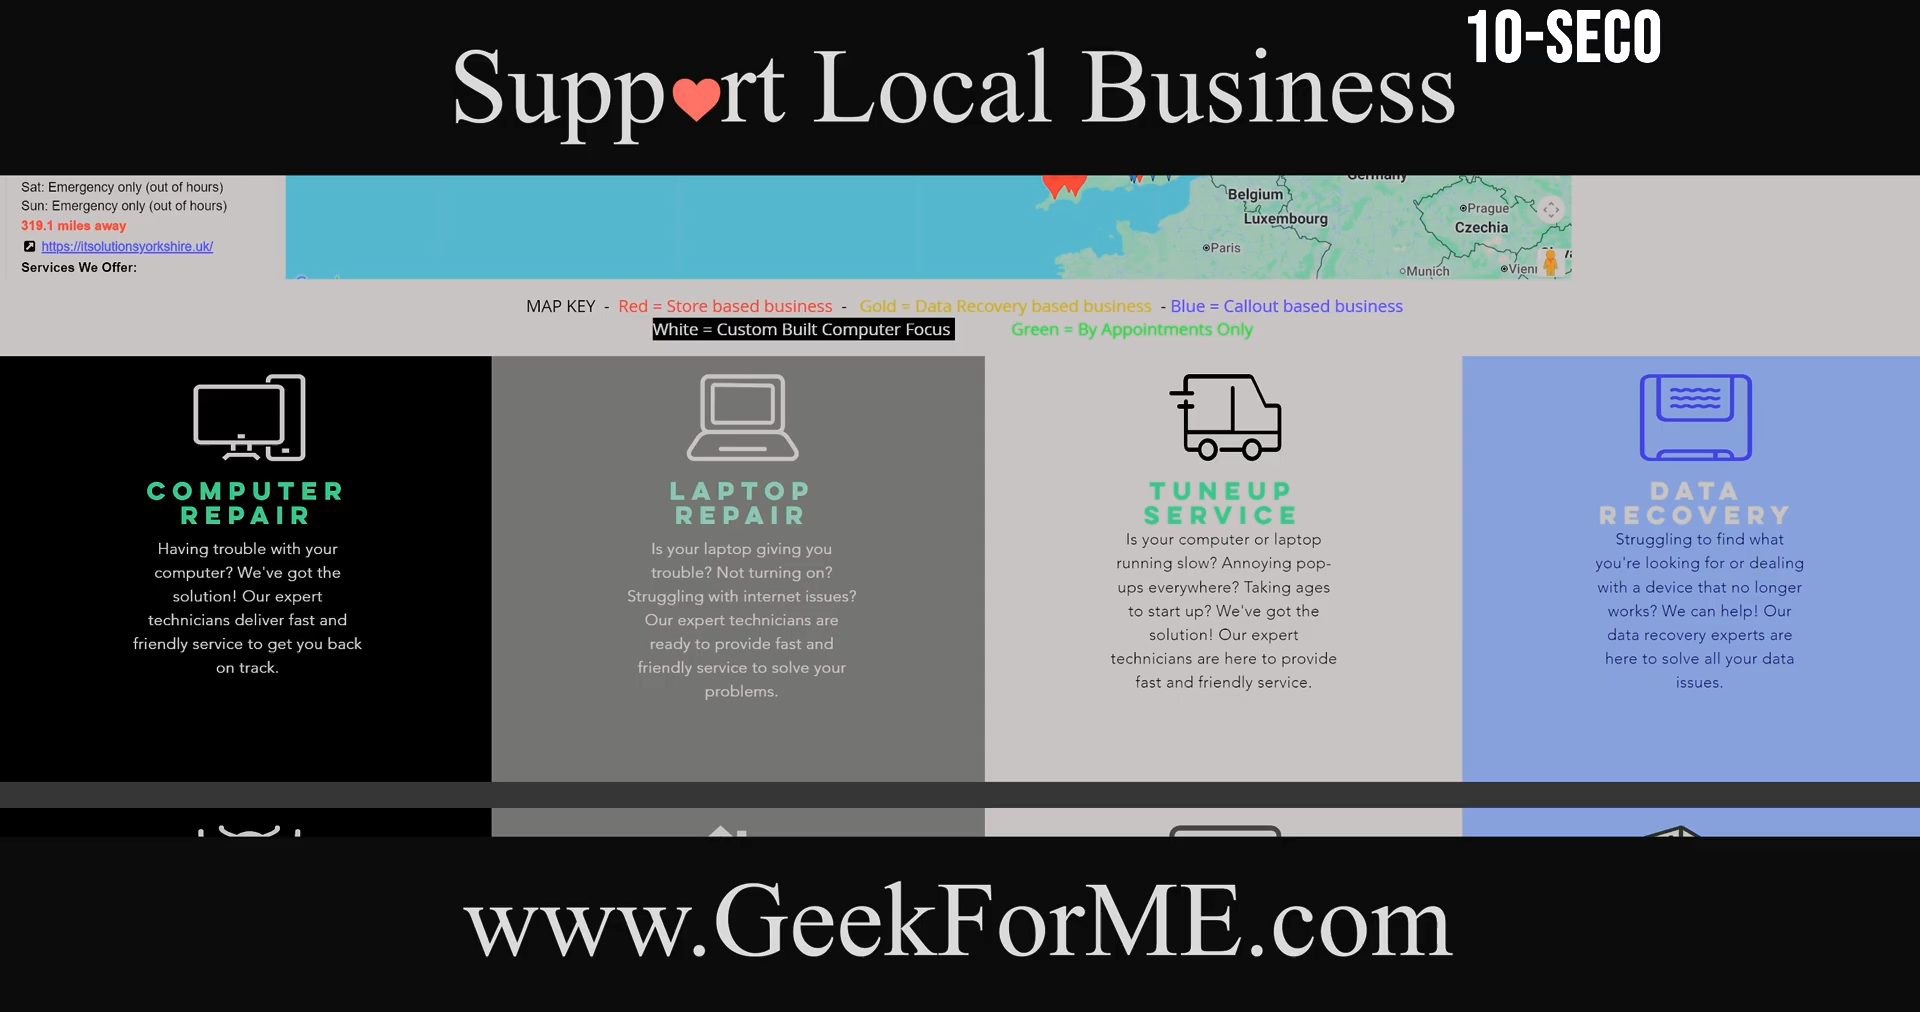 10-SECO
Support Local Business
Sat: Emergency only (out of hours)
Sun: Emergency only (out of hours)
319.1 miles away
https://itsolutionsyorkshire.uk/
Services We Offer:
Germany
Belgium
Luxembourg
Prague
Czechia
Paris
Munich
MAP KEY - Red = Store based business - Gold = Data Recovery based business - Blue = Callout based business
White = Custom Built Computer Focus Green = By Appointments Only
COMPUTER
REPAIR
Having trouble with your
computer? We've got the
solution! Our expert
technicians deliver fast and
friendly service to get you back
on track.
LAPTOP
REPAIR
Is your laptop giving you
trouble? Not turning on?
Struggling with internet issues?
Our expert technicians are
ready to provide fast and
friendly service to solve your
problems.
TUNEUP
SERVICE
Is your computer or laptop
running slow? Annoying pop-
ups everywhere? Taking ages
to start up? We've got the
solution! Our expert
technicians are here to provide
fast and friendly service.
DATA
RECOVERY
Struggling to find what
you're looking for or dealing
with a device that no longer
works? We can help! Our
data recovery experts are
here to solve all your data
issues.
www.GeekForME.com